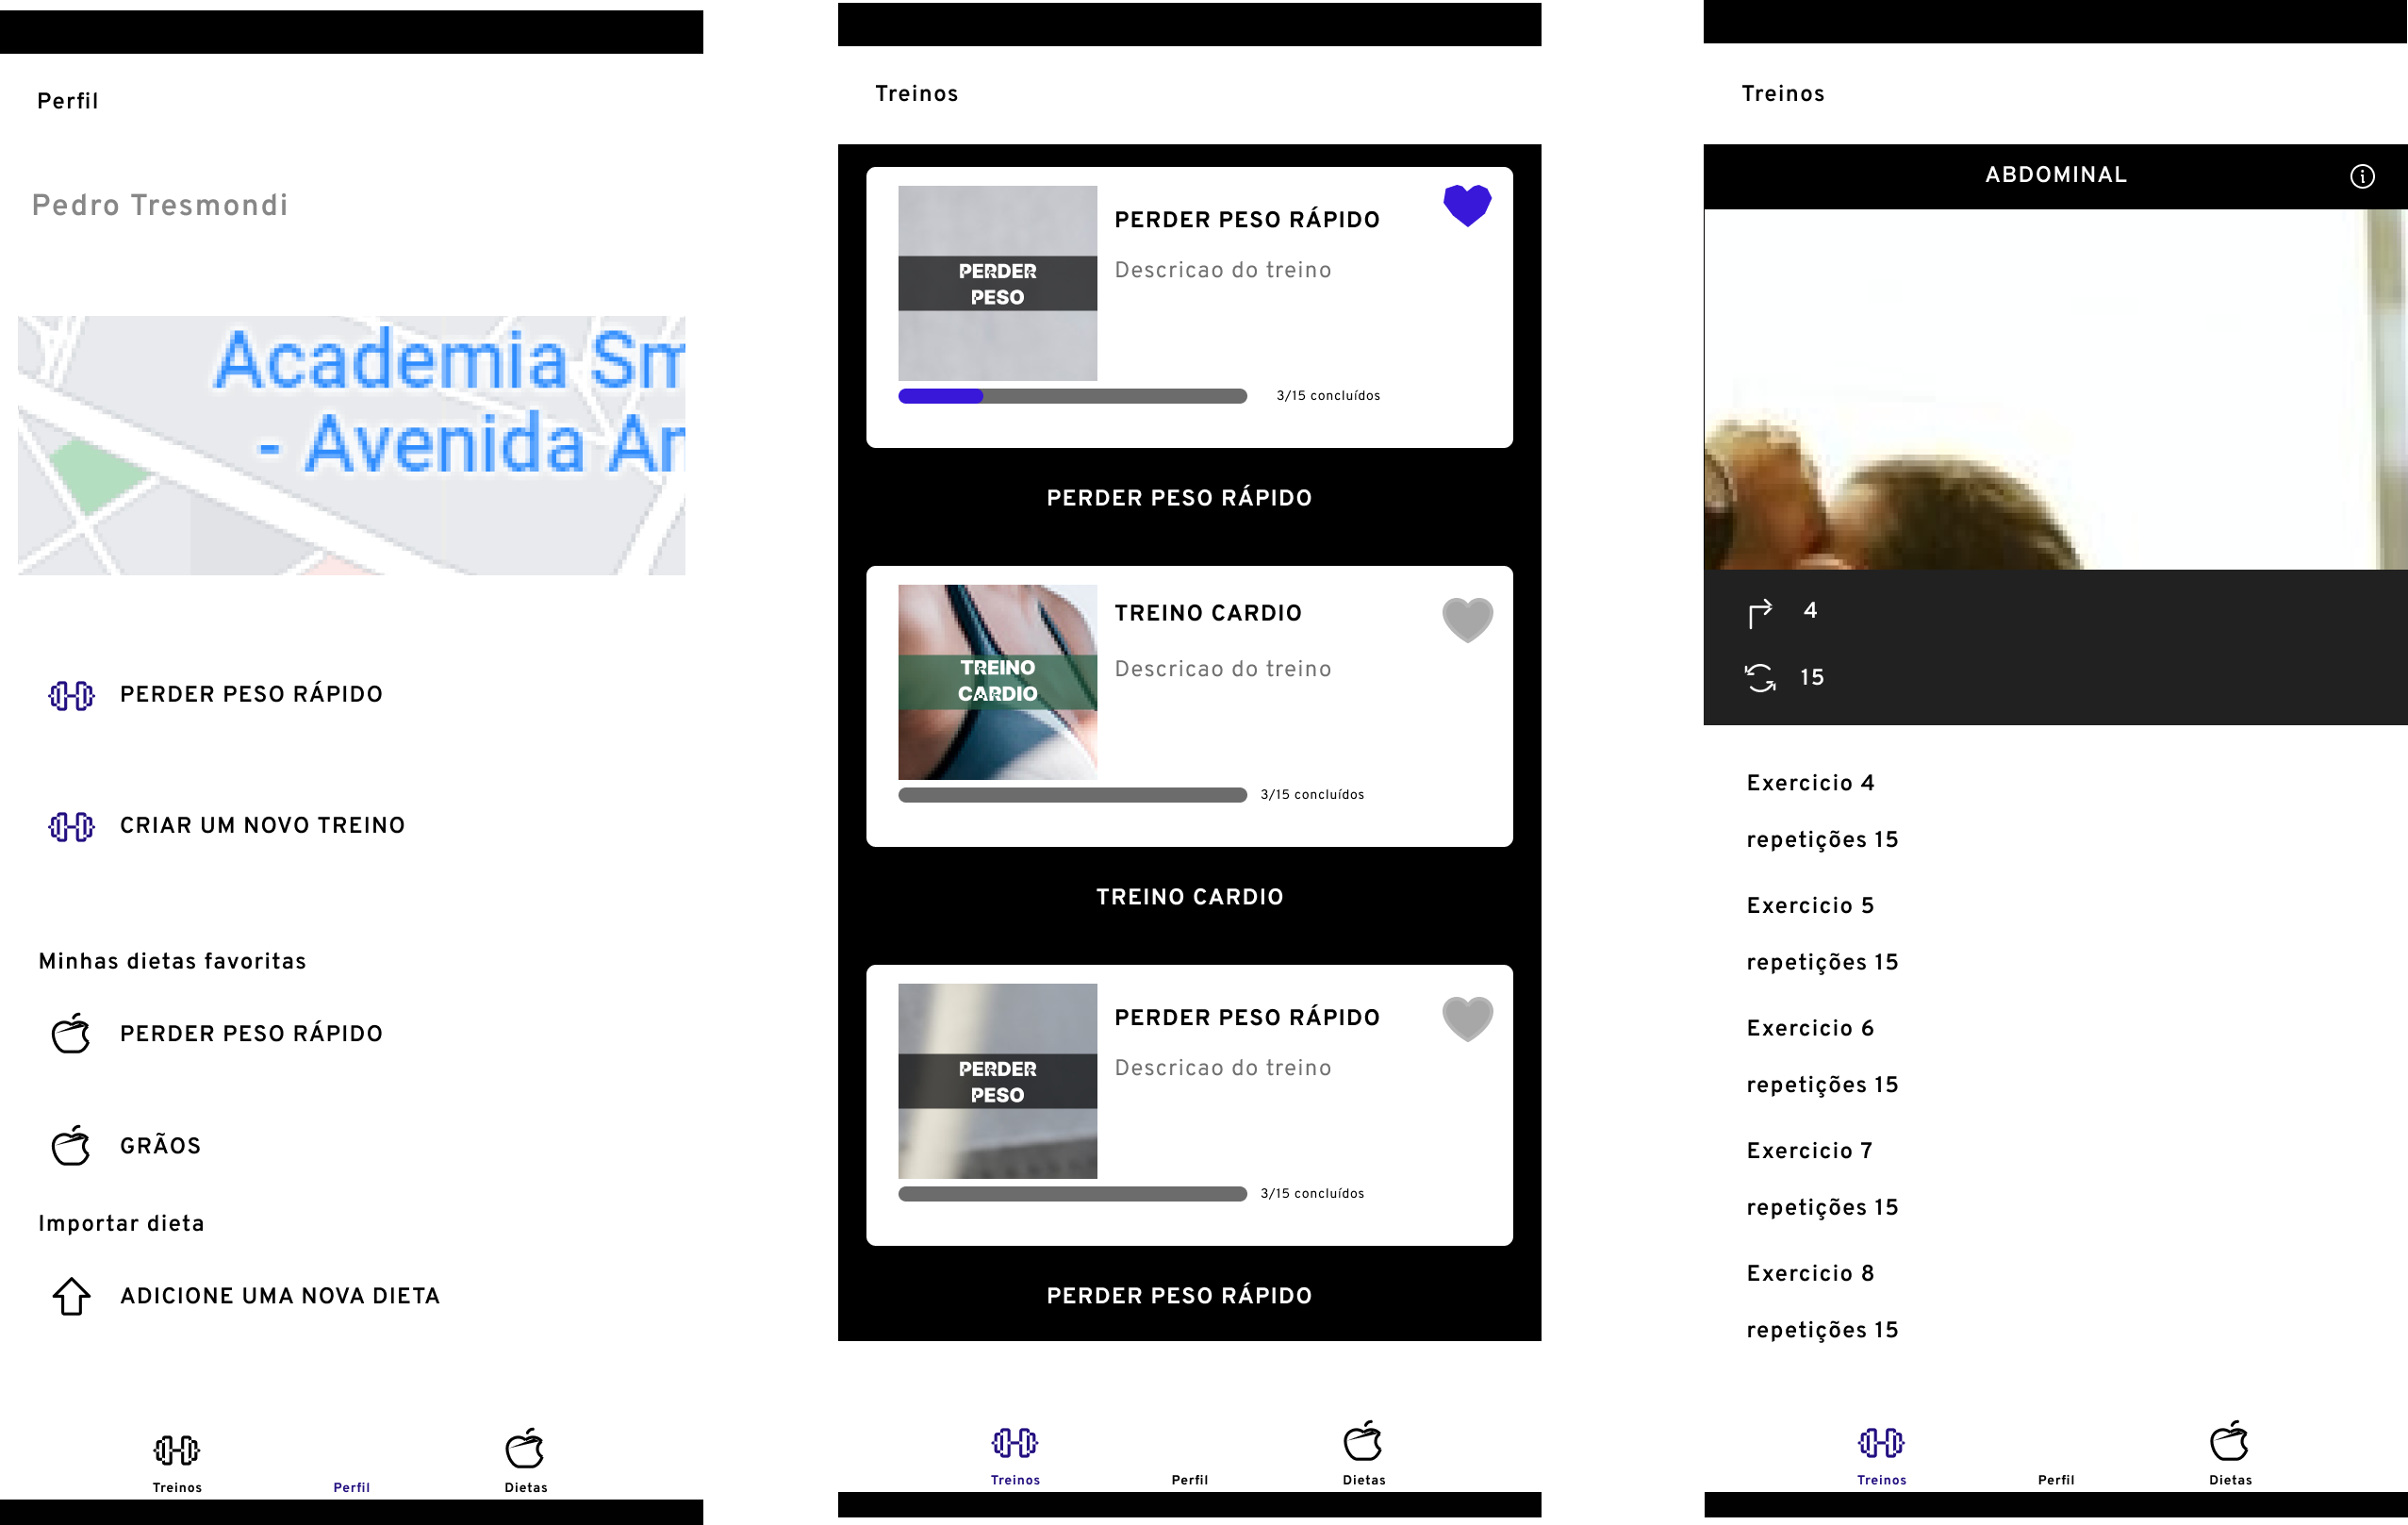 Perfil
Pedro Tresmondi
Academia Sm
- Avenida Ar
PERDER PESO RÁPIDO
CRIAR UM NOVO TREINO
Minhas dietas favoritas
PERDER PESO RÁPIDO
GRÃOS
Importar dieta
ADICIONE UMA NOVA DIETA
Treinos
Perfil
Dietas
Treinos
PERDER
PESO
PERDER PESO RÁPIDO
Descricao do treino
3/15 concluídos
PERDER PESO RÁPIDO
TREINO
CARDIO
TREINO CARDIO
Descricao do treino
3/15 concluídos
TREINO CARDIO
PERDER
PESO
PERDER PESO RÁPIDO
Descricao do treino
3/15 concluídos
PERDER PESO RÁPIDO
Treinos
Perfil
Dietas
Treinos
ABDOMINAL
4
15
Exercicio 4
repetições 15
Exercicio 5
repetições 15
Exercicio 6
repetições 15
Exercicio 7
repetições 15
Exercicio 8
repetições 15
Treinos
Perfil
Dietas